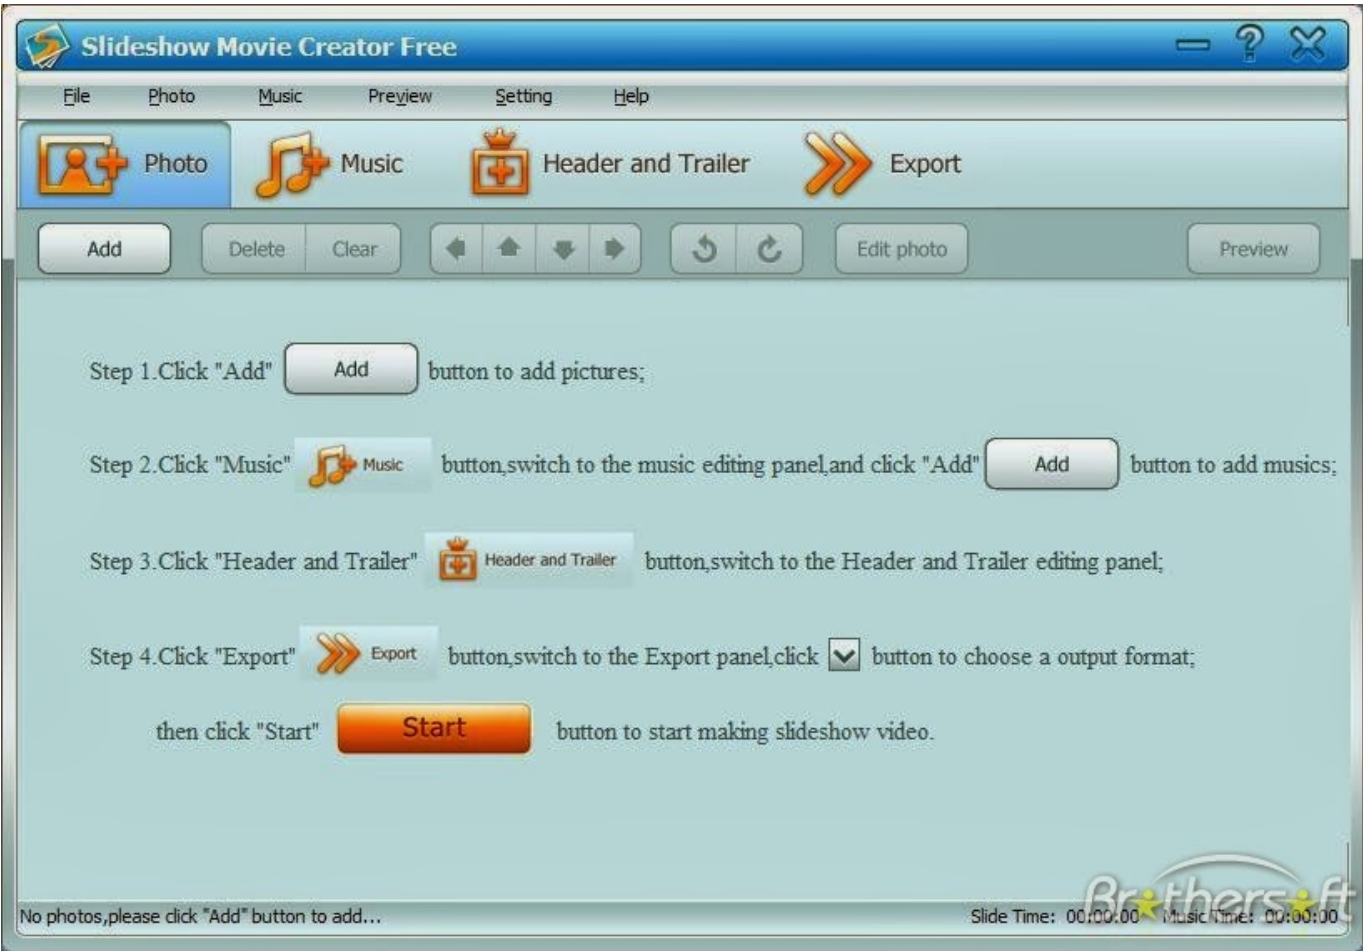 Slideshow Movie Creator Free
File Photo Music Preview Setting Help
Photo Music Header and Trailer Export
Add Delete Clear Edit photo Preview
Step 1.Click "Add" Add button to add pictures;
Step 2.Click "Music" Music button,switch to the music editing panel,and click "Add" Add button to add musics;
Step 3.Click "Header and Trailer" Header and Trailer button,switch to the Header and Trailer editing panel;
Step 4.Click "Export" Export button,switch to the Export panel,click button to choose a output format;
then click "Start" Start button to start making slideshow video.
Brothersoft
No photos,please click "Add" button to add... Slide Time: 00:00:00 Music Time: 00:00:00